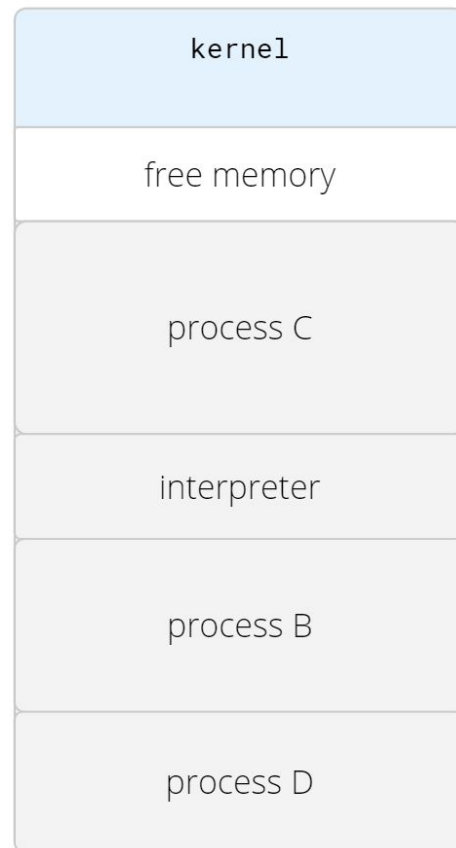 kernel
free memory
process C
interpreter
process B
process D